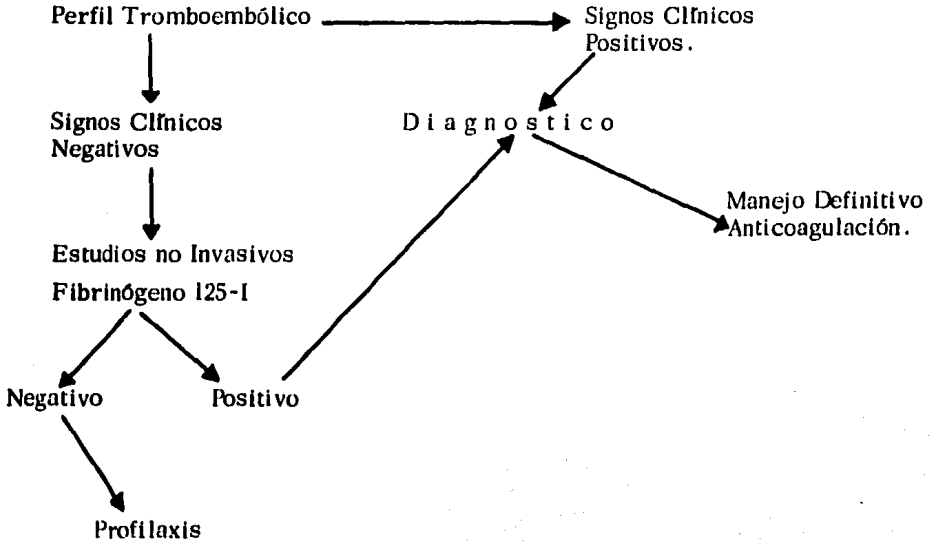 Perfil Tromboembólico
Signos Clínicos
Positivos.
Signos Clínicos
Negativos
Diagnostico
Manejo Definitivo
Anticoagulación.
Estudios no Invasivos
Fibrinógeno 125-I
Negativo
Positivo
Profilaxis